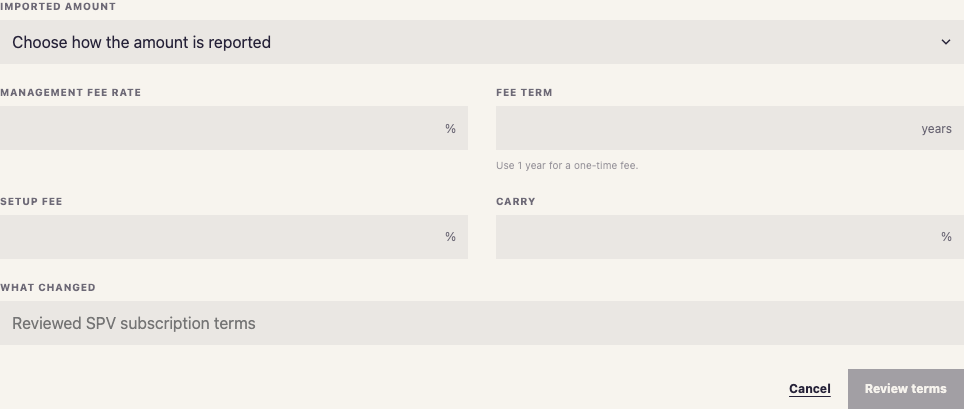 IMPORTED AMOUNT
Choose how the amount is reported
MANAGEMENT FEE RATE
%
FEE TERM
years
Use 1 year for a one-time fee.
SETUP FEE
%
CARRY
%
WHAT CHANGED
Reviewed SPV subscription terms
Cancel
Review terms